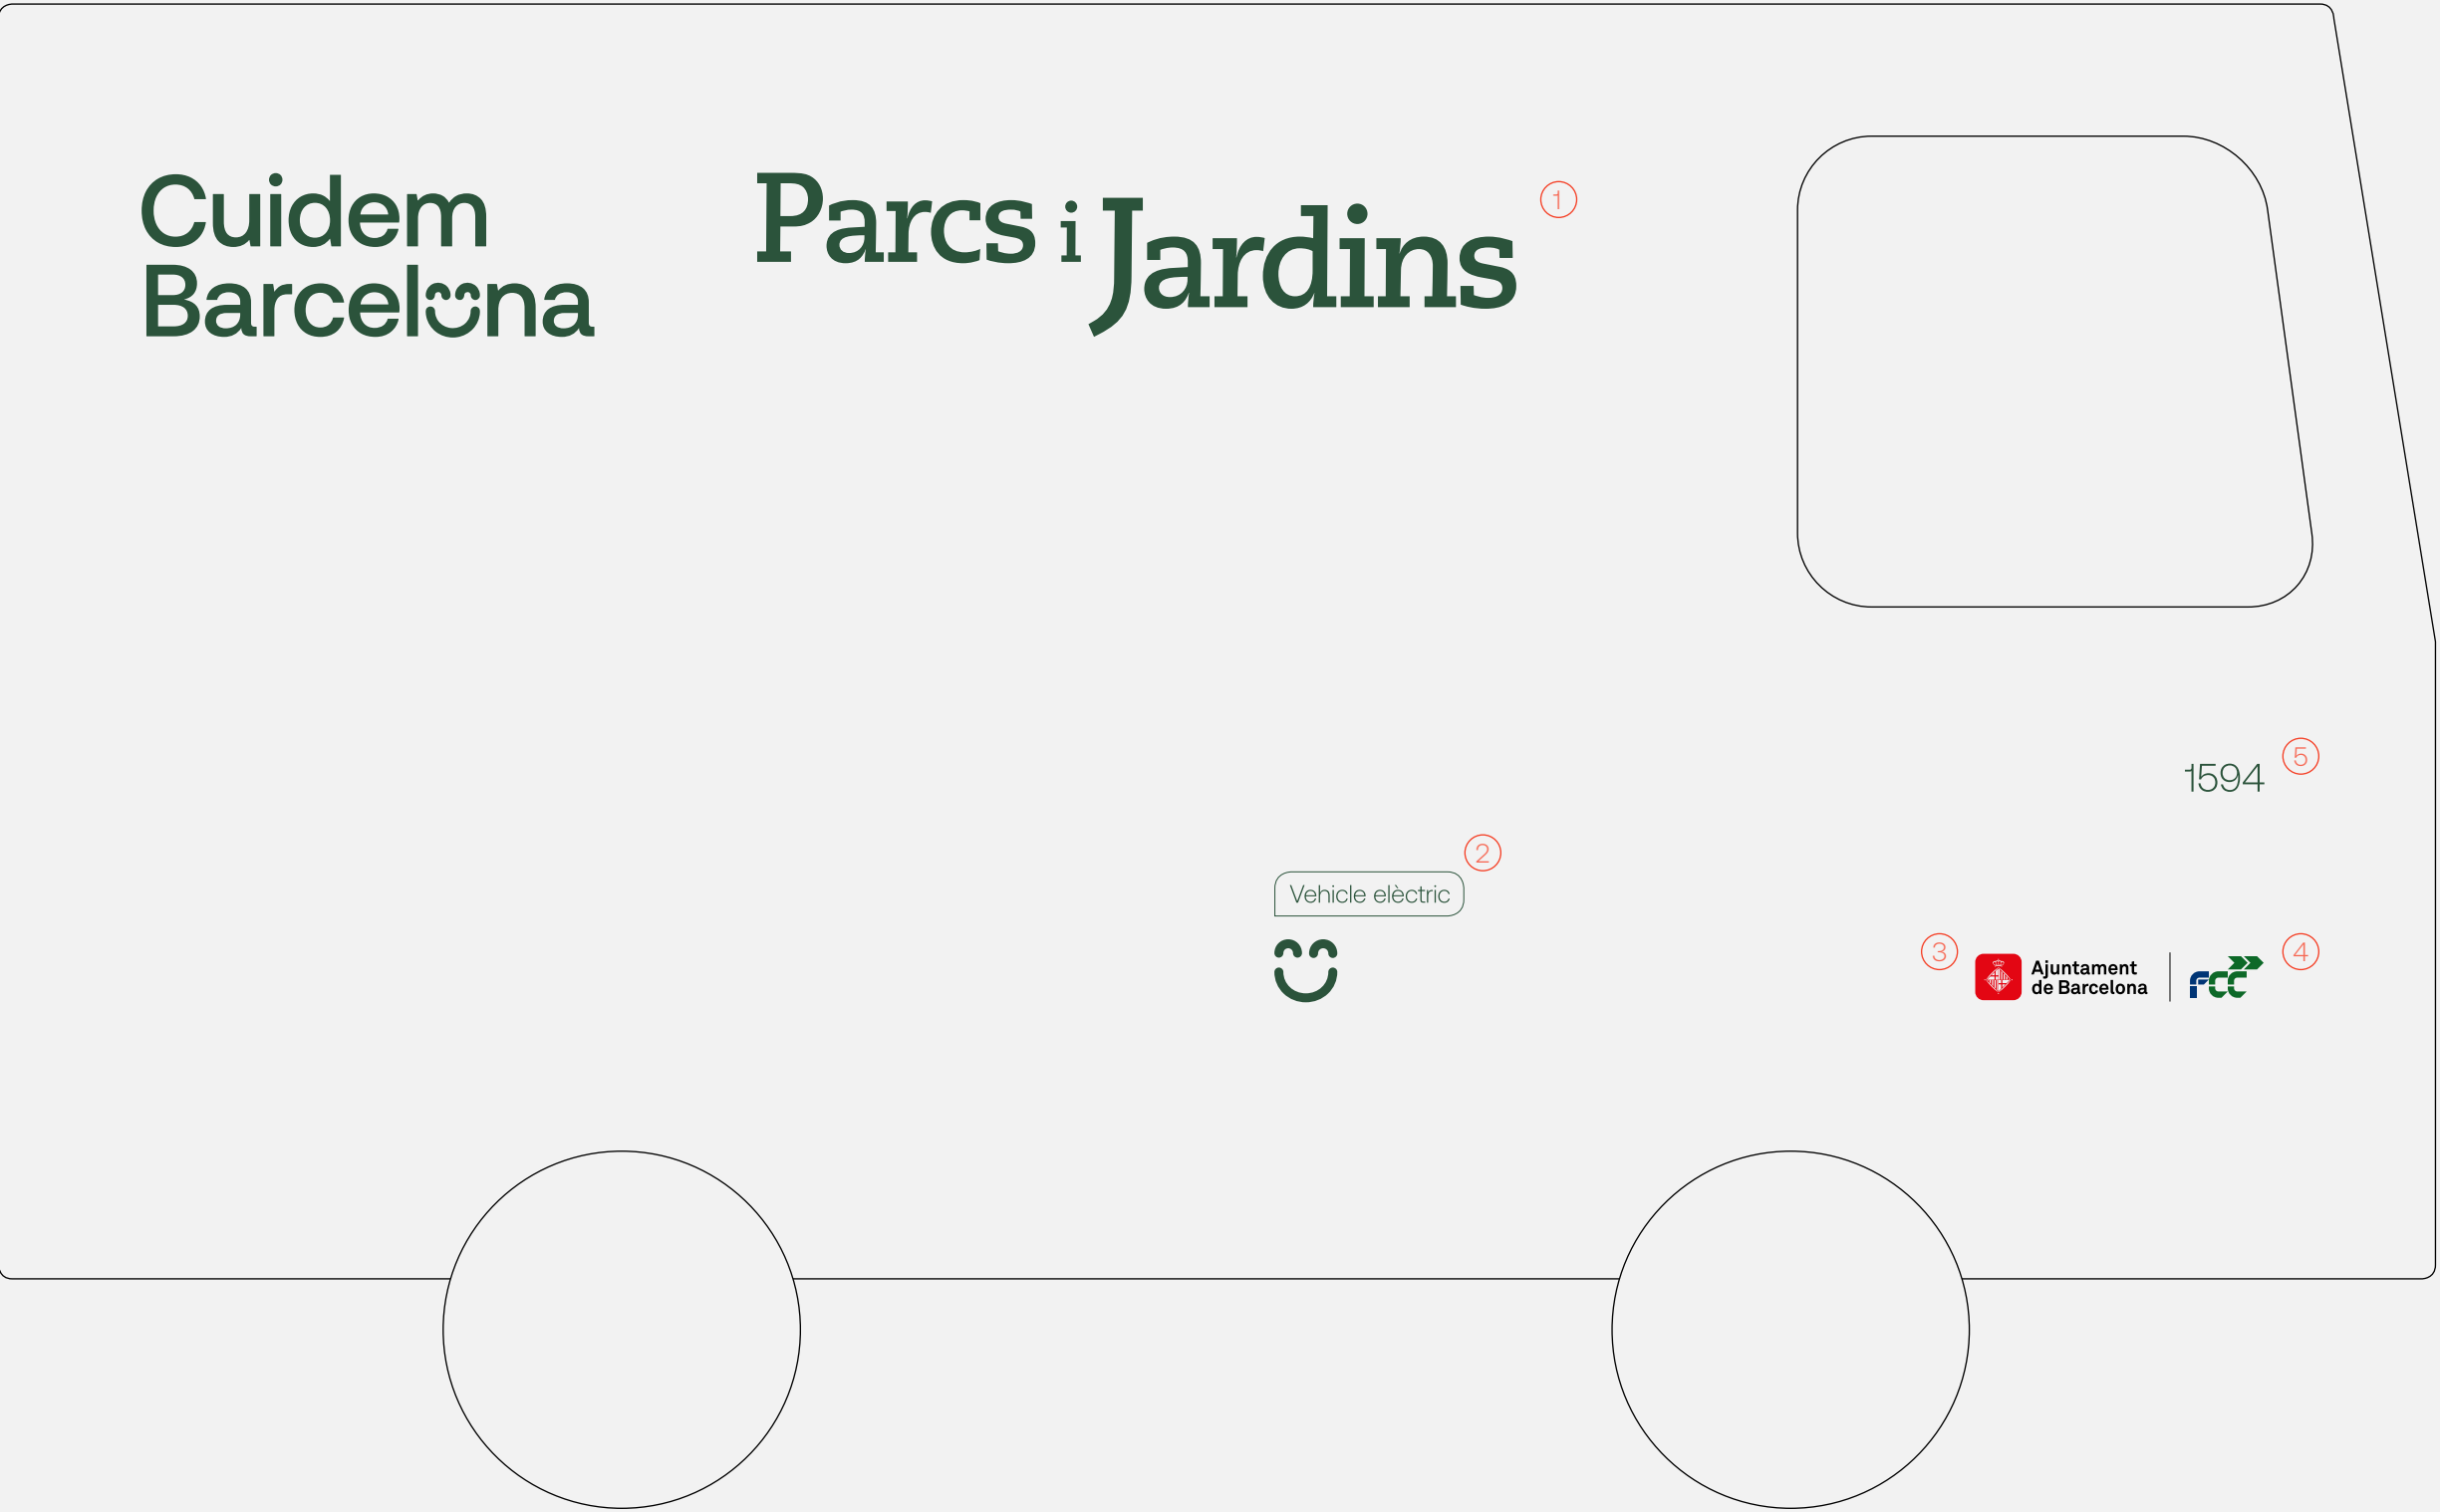 Cuidem
Barcelona
Parcs i Jardins
1
5
1594
2
Vehicle elèctric
3
Ajuntament
de Barcelona
FCC
4